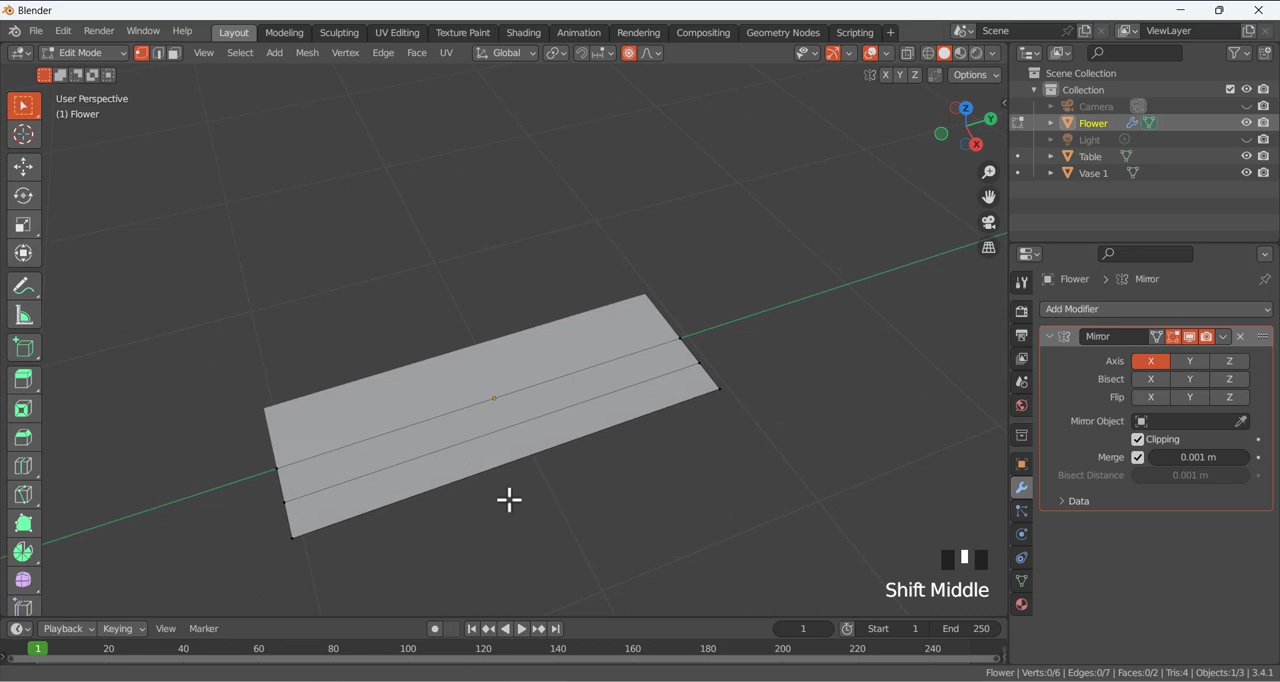 Blender
File Edit Render Window Help Layout Modeling Sculpting UV Editing Texture Paint Shading Animation Rendering Compositing Geometry Nodes Scripting + Scene ViewLayer
Edit Mode View Select Add Mesh Vertex Edge Face UV Global
X Y Z Options
User Perspective
(1) Flower
Z
Y
X
Scene Collection
Collection
Camera
Flower
Light
Table
Vase 1
Flower > Mirror
Add Modifier
Mirror
Axis X Y Z
Bisect X Y Z
Flip X Y Z
Mirror Object
Clipping
Merge 0.001 m
Bisect Distance 0.001 m
> Data
Shift Middle
Playback Keying View Marker 1 Start 1 End 250
1 20 40 60 80 100 120 140 160 180 200 220 240
Flower | Verts:0/6 | Edges:0/7 | Faces:0/2 | Tris:4 | Objects:1/3 | 3.4.1